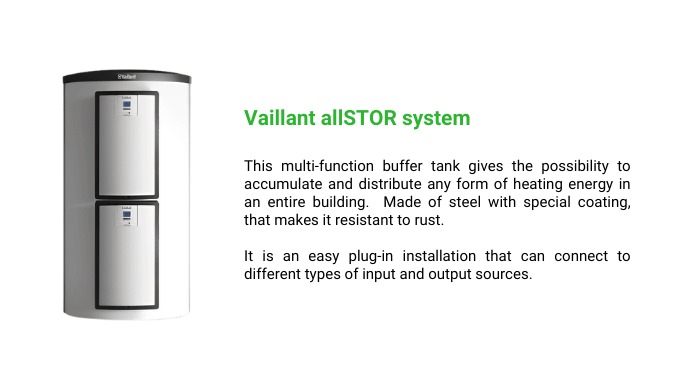 Vaillant
Vaillant allSTOR system
This multi-function buffer tank gives the possibility to
accumulate and distribute any form of heating energy in
an entire building. Made of steel with special coating,
that makes it resistant to rust.
It is an easy plug-in installation that can connect to
different types of input and output sources.